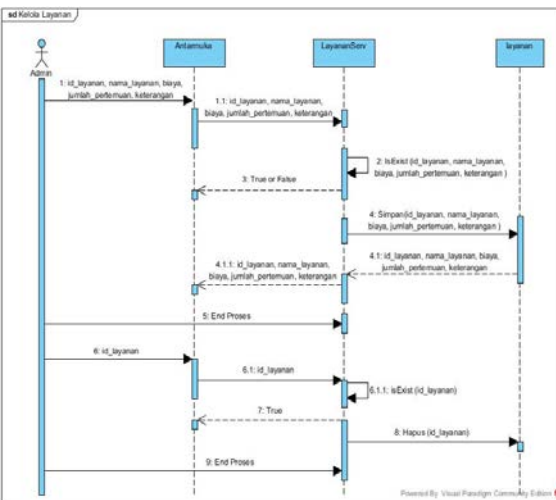 sd Kelola Layanan
Antarmuka
LayananServ
layanan
Admin
1: id_layanan, nama_layanan, biaya,
jumlah_pertemuan, keterangan
1.1: id_layanan, nama_layanan,
biaya, jumlah_pertemuan, keterangan
2: IsExist (id_layanan, nama_layanan,
biaya, jumlah_pertemuan, keterangan )
3: True or False
4: Simpan(id_layanan, nama_layanan,
biaya, jumlah_pertemuan, keterangan )
4.1: id_layanan, nama_layanan, biaya,
jumlah_pertemuan, keterangan
4.1.1: id_layanan, nama_layanan,
biaya, jumlah_pertemuan, keterangan
5: End Proses
6: id_layanan
6.1: id_layanan
6.1.1: isExist (id_layanan)
7: True
8: Hapus (id_layanan)
9: End Proses
Powered By Visual Paradigm Community Edition